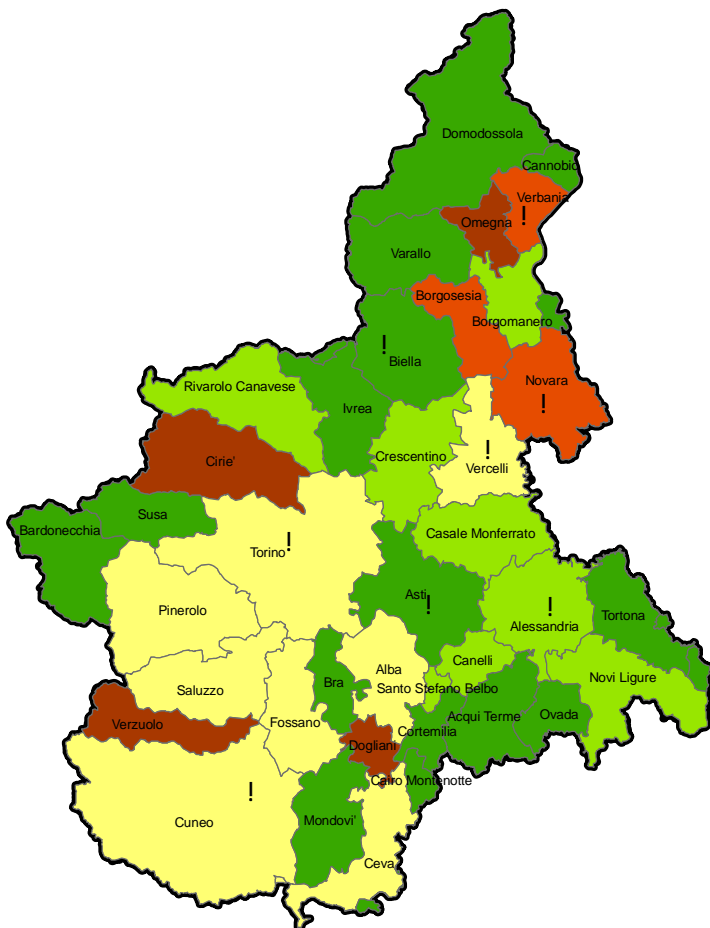 Domodossola
Cannobio
Verbania
!
Omegna
Varallo
Borgosesia
Borgomanero
!
Biella
Novara
!
Rivarolo Canavese
Ivrea
Crescentino
!
Vercelli
Cirie'
Susa
Bardonecchia
Torino
!
Casale Monferrato
Pinerolo
Asti
!
!
Alessandria
Tortona
Canelli
Alba
Novi Ligure
Bra
Saluzzo
Santo Stefano Belbo
Acqui Terme
Ovada
Verzuolo
Fossano
Cortemilia
Dogliani
Cairo Montenotte
!
Cuneo
Mondovi'
Ceva